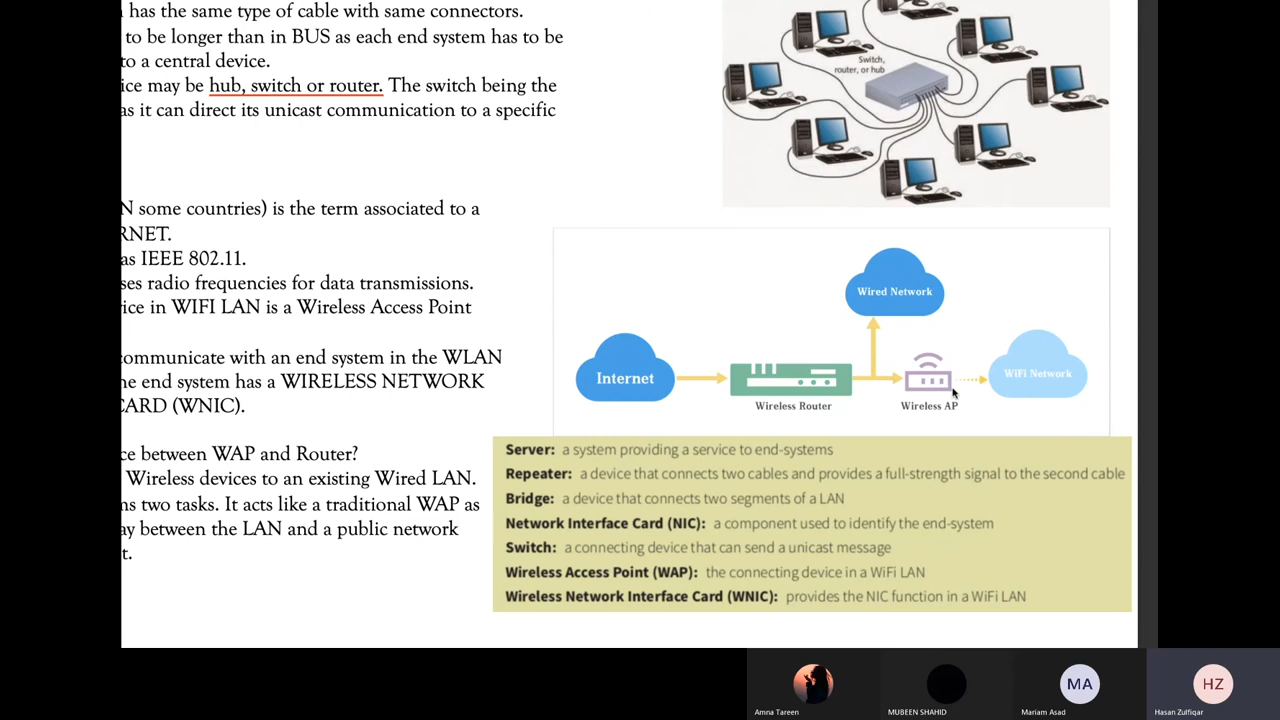 has the same type of cable with same connectors.
to be longer than in BUS as each end system has to be
to a central device.
ice may be hub, switch or router. The switch being the
as it can direct its unicast communication to a specific
N some countries) is the term associated to a
RNET.
as IEEE 802.11.
ses radio frequencies for data transmissions.
ice in WIFI LAN is a Wireless Access Point
communicate with an end system in the WLAN
ne end system has a WIRELESS NETWORK
CARD (WNIC).
ce between WAP and Router?
Wireless devices to an existing Wired LAN.
ns two tasks. It acts like a traditional WAP as
ay between the LAN and a public network
t.
Switch,
router, or hub
Wired Network
Internet
WiFi Network
Wireless Router
Wireless AP
Server: a system providing a service to end-systems
Repeater: a device that connects two cables and provides a full-strength signal to the second cable
Bridge: a device that connects two segments of a LAN
Network Interface Card (NIC): a component used to identify the end-system
Switch: a connecting device that can send a unicast message
Wireless Access Point (WAP): the connecting device in a WiFi LAN
Wireless Network Interface Card (WNIC): provides the NIC function in a WiFi LAN
MA
HZ
Amna Tareen
MUBEEN SHAHID
Mariam Asad
Hasan Zulfiqar